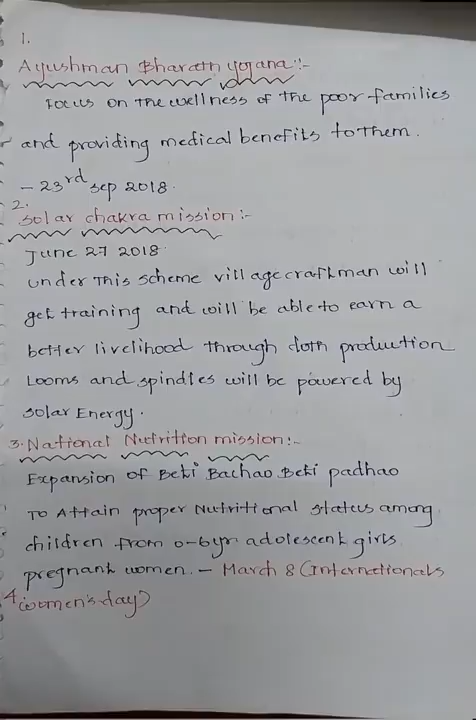 1.
Ayushman Bharath yojana:-
Focus on the wellness of the poor families
and providing medical benefits to them.
- 23rd sep 2018.
2.
Solar chakra mission:-
June 27 2018
under This scheme village craftman will
get training and will be able to earn a
better livelihood through cloth production
Looms and spindles will be powered by
Solar Energy.
3. National Nutrition mission:-
Expansion of Beti Bachao Beti padhao
To Attain proper Nutritional status among
children from 0-6yr adolescent girls
pregnant women. - March 8 (Internetionals
4. women's day)